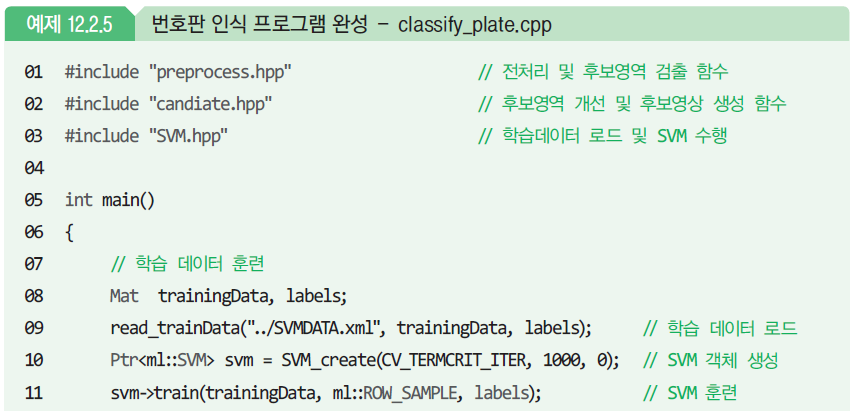 예제 12.2.5 번호판 인식 프로그램 완성 - classify_plate.cpp
01 #include "preprocess.hpp" // 전처리 및 후보영역 검출 함수
02 #include "candiate.hpp" // 후보영역 개선 및 후보영상 생성 함수
03 #include "SVM.hpp" // 학습데이터 로드 및 SVM 수행
04
05 int main()
06 {
07 // 학습 데이터 훈련
08 Mat trainingData, labels;
09 read_trainData("../SVMDATA.xml", trainingData, labels); // 학습 데이터 로드
10 Ptr<ml::SVM> svm = SVM_create(CV_TERMCRIT_ITER, 1000, 0); // SVM 객체 생성
11 svm->train(trainingData, ml::ROW_SAMPLE, labels); // SVM 훈련